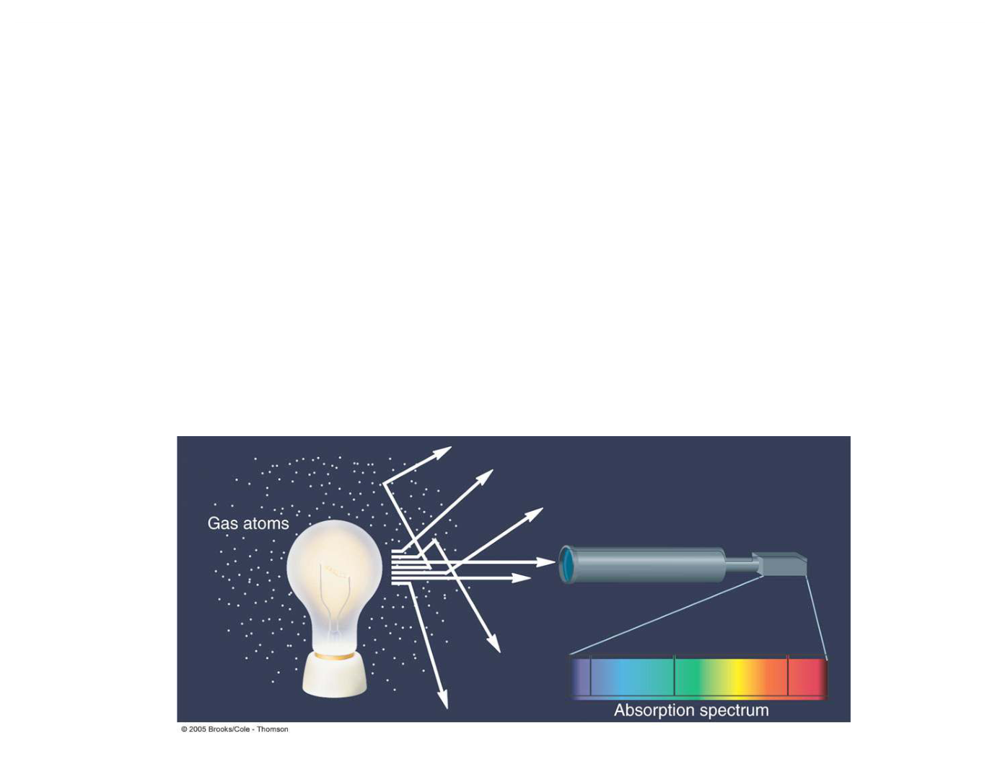 Gas atoms
Absorption spectrum
© 2005 Brooks/Cole - Thomson